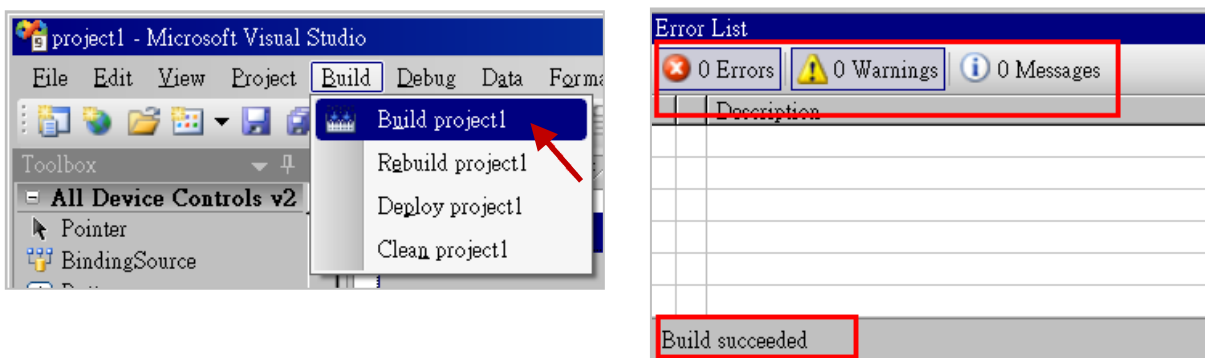 project1 - Microsoft Visual Studio
File Edit View Project Build Debug Data Forma
Build project1
Toolbox
Rebuild project1
All Device Controls v2
Deploy project1
Pointer
Clean project1
BindingSource
Error List
0 Errors 0 Warnings 0 Messages
Description
Build succeeded